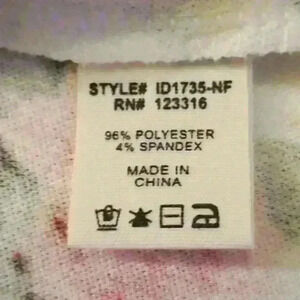 STYLE# ID1735-NF
RN# 123316
96% POLYESTER
4% SPANDEX
MADE IN
CHINA